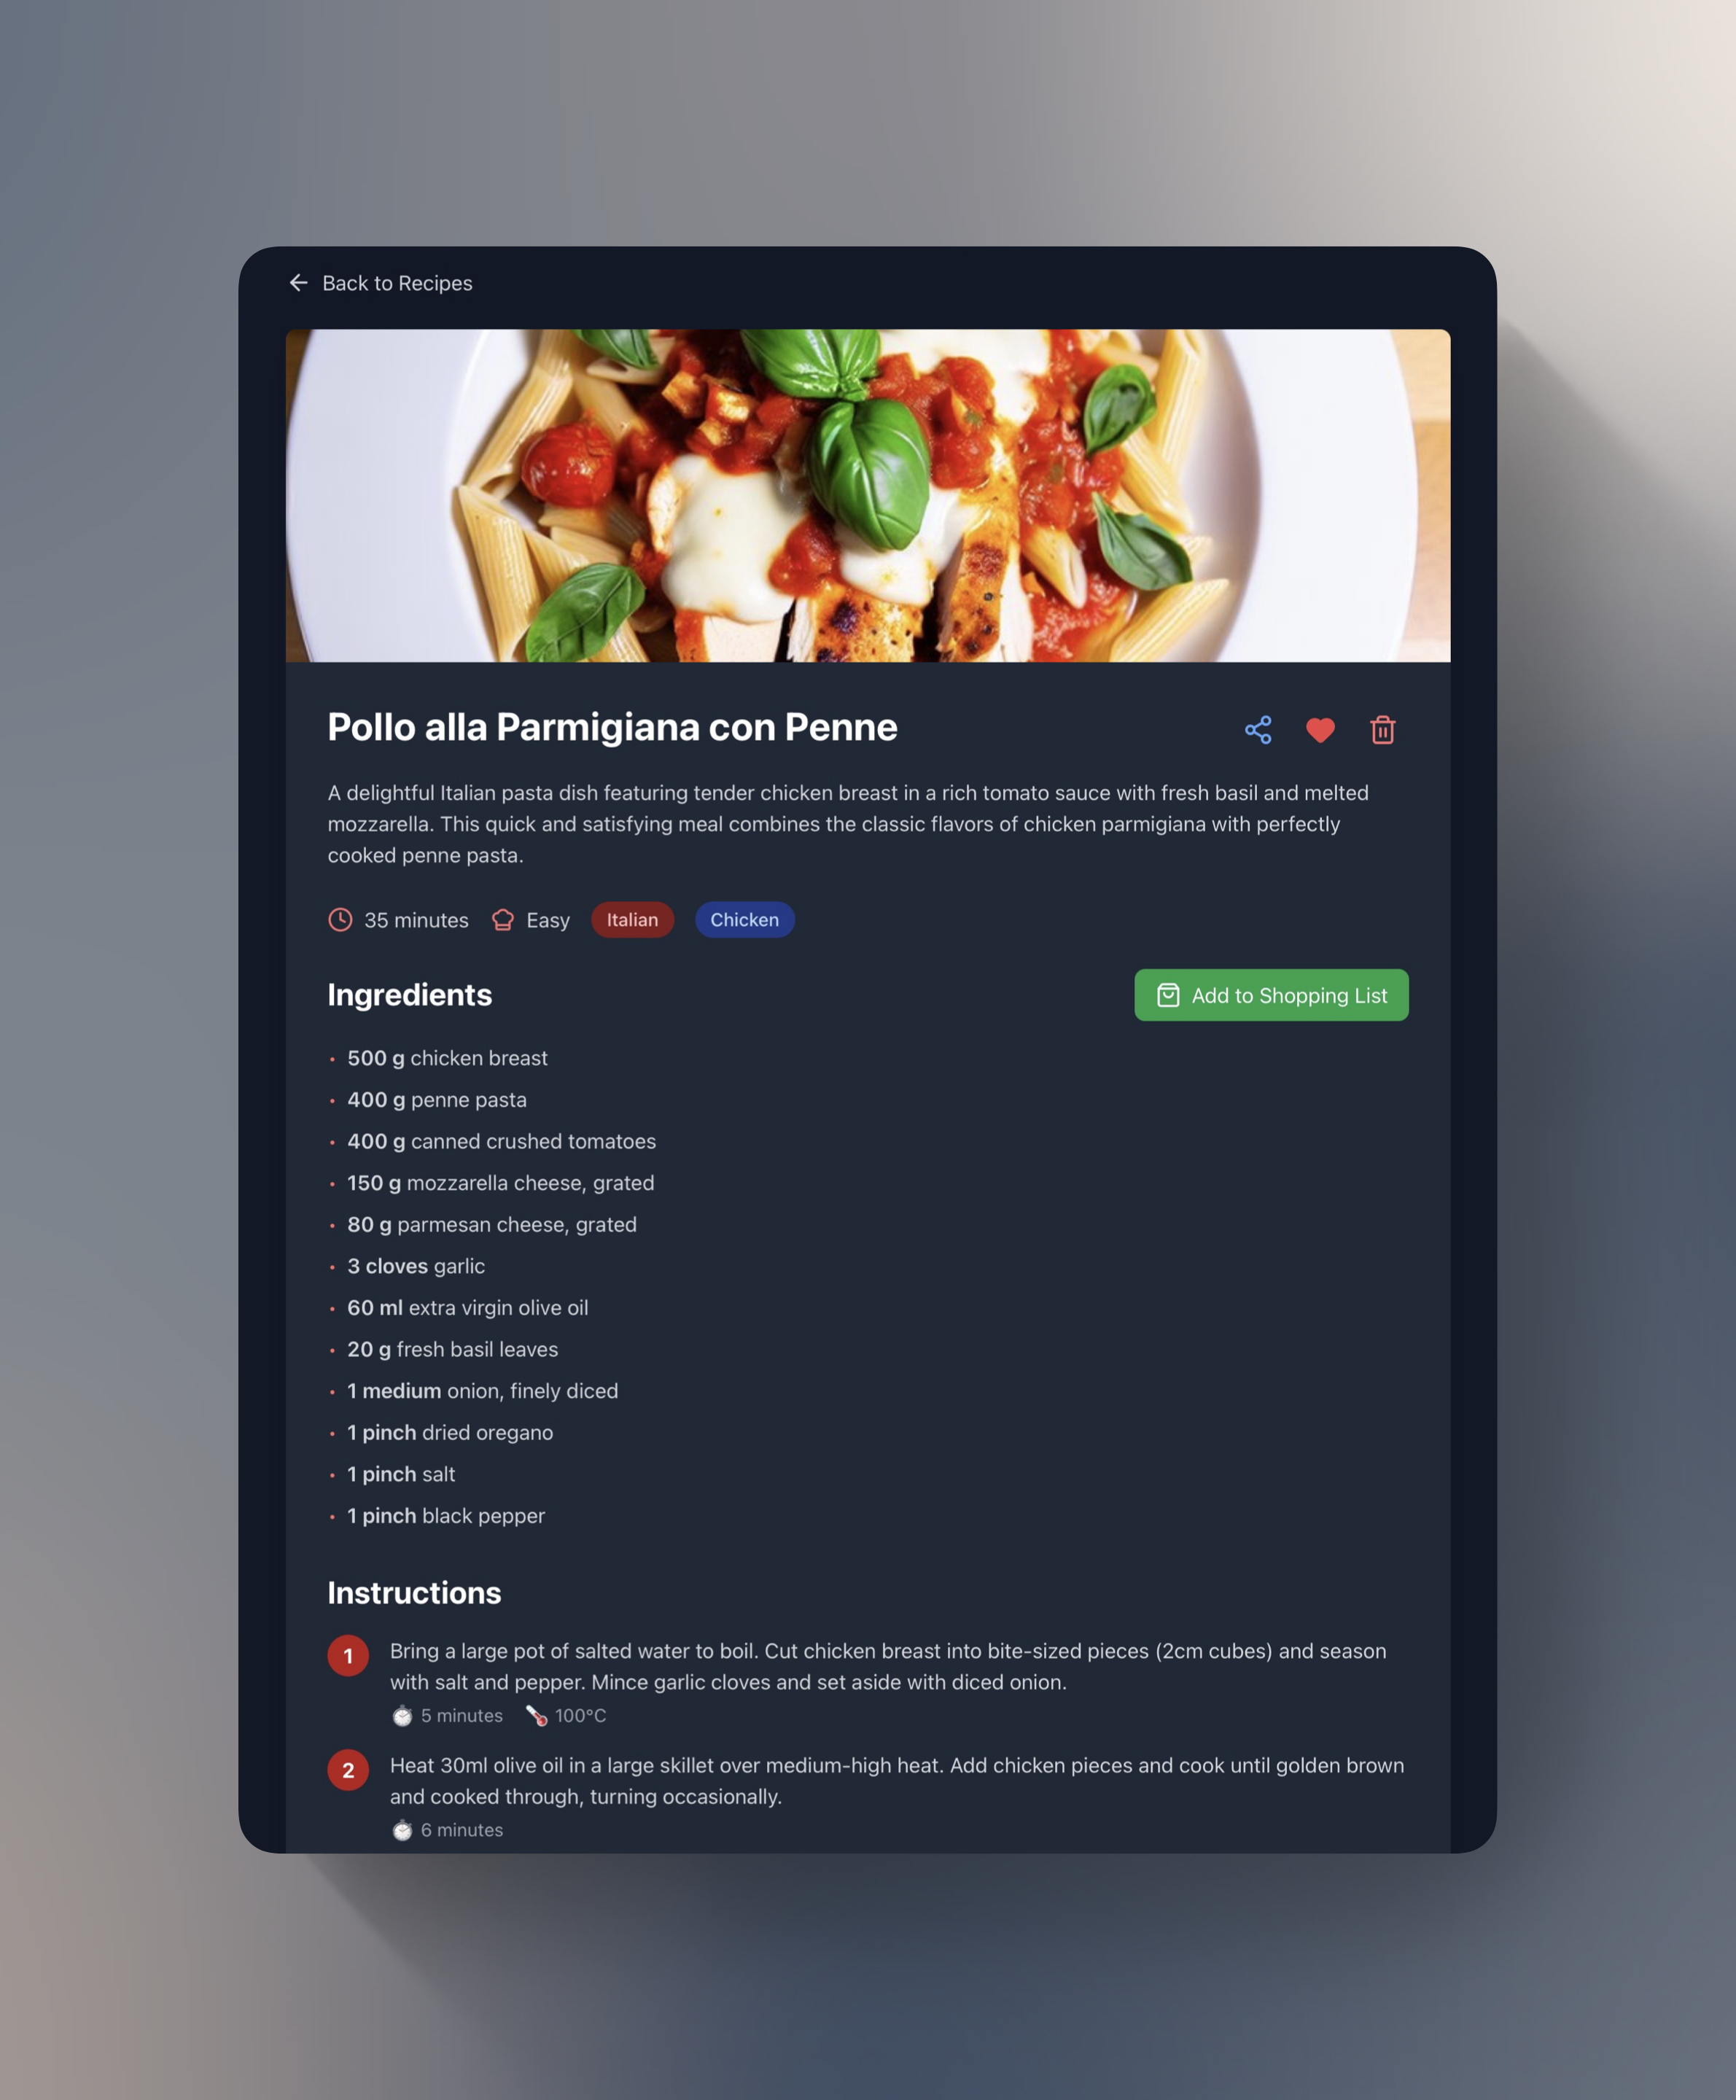 Back to Recipes
Pollo alla Parmigiana con Penne
A delightful Italian pasta dish featuring tender chicken breast in a rich tomato sauce with fresh basil and melted
mozzarella. This quick and satisfying meal combines the classic flavors of chicken parmigiana with perfectly
cooked penne pasta.
35 minutes Easy Italian Chicken
Ingredients
Add to Shopping List
• 500 g chicken breast
• 400 g penne pasta
• 400 g canned crushed tomatoes
• 150 g mozzarella cheese, grated
• 80 g parmesan cheese, grated
• 3 cloves garlic
• 60 ml extra virgin olive oil
• 20 g fresh basil leaves
• 1 medium onion, finely diced
• 1 pinch dried oregano
• 1 pinch salt
• 1 pinch black pepper
Instructions
1 Bring a large pot of salted water to boil. Cut chicken breast into bite-sized pieces (2cm cubes) and season
with salt and pepper. Mince garlic cloves and set aside with diced onion.
5 minutes 100°C
2 Heat 30ml olive oil in a large skillet over medium-high heat. Add chicken pieces and cook until golden brown
and cooked through, turning occasionally.
6 minutes